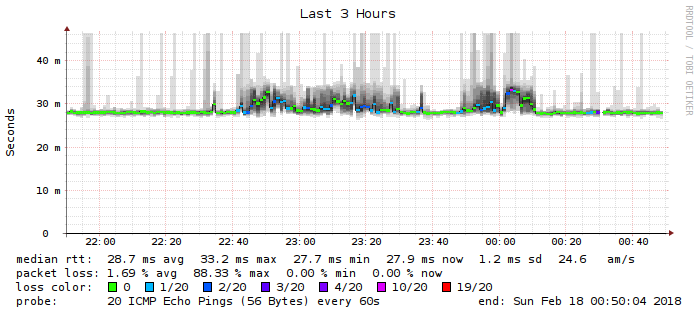 Last 3 Hours
RRDTOOL / TOBI OETIKER
Seconds
40 m
30 m
20 m
10 m
0
22:00 22:20 22:40 23:00 23:20 23:40 00:00 00:20 00:40
median rtt: 28.7 ms avg 33.2 ms max 27.7 ms min 27.9 ms now 1.2 ms sd 24.6 am/s
packet loss: 1.69 % avg 88.33 % max 0.00 % min 0.00 % now
loss color: 0 1/20 2/20 3/20 4/20 10/20 19/20
probe: 20 ICMP Echo Pings (56 Bytes) every 60s end: Sun Feb 18 00:50:04 2018